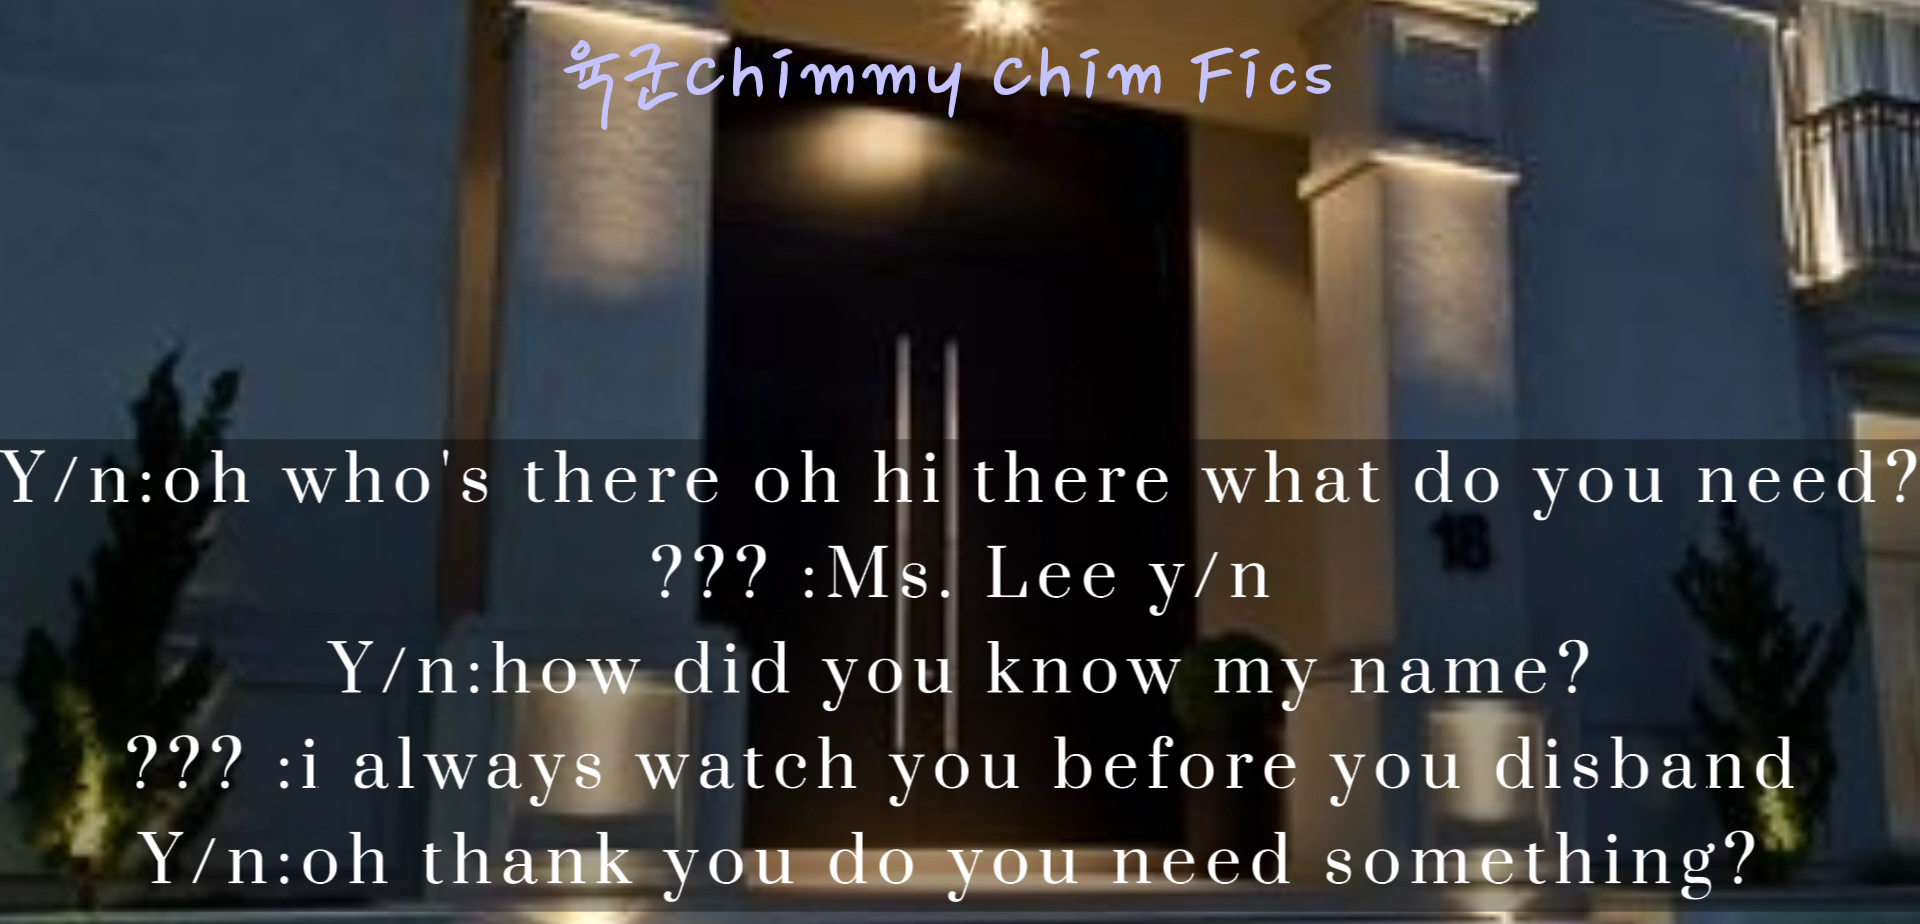 육군Chimmy Chim Fics
Y/n:oh who's there oh hi there what do you need?
??? :Ms. Lee y/n
18
Y/n:how did you know my name?
??? :i always watch you before you disband
Y/n:oh thank you do you need something?